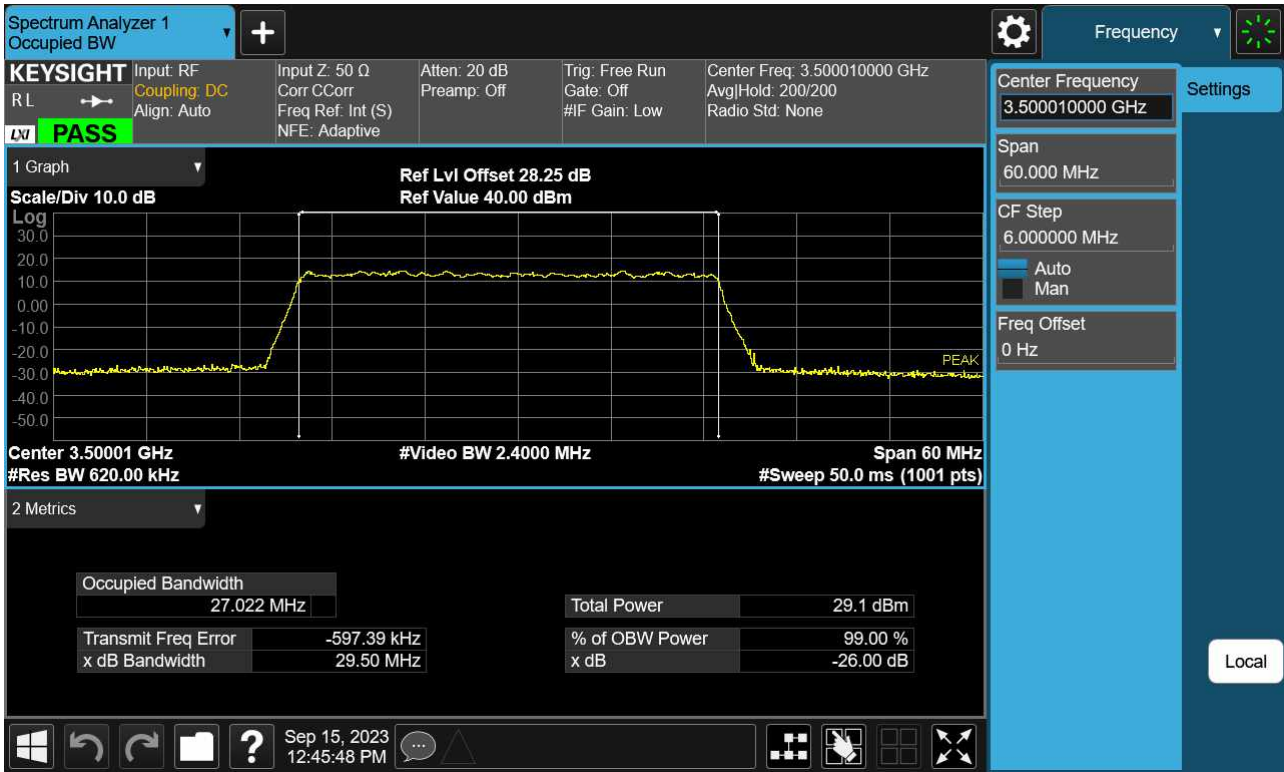 Spectrum Analyzer 1
Occupied BW
+
Frequency
KEYSIGHT
RL
LXI
PASS
Input: RF
Coupling: DC
Align: Auto
Input Z: 50 Ω
Corr CCorr
Freq Ref: Int (S)
NFE: Adaptive
Atten: 20 dB
Preamp: Off
Trig: Free Run
Gate: Off
#IF Gain: Low
Center Freq: 3.500010000 GHz
Avg|Hold: 200/200
Radio Std: None
Center Frequency
3.500010000 GHz
Settings
Span
60.000 MHz
CF Step
6.000000 MHz
Auto
Man
Freq Offset
0 Hz
Local
1 Graph
Scale/Div 10.0 dB
Ref Lvl Offset 28.25 dB
Ref Value 40.00 dBm
Log
30.0
20.0
10.0
0.00
-10.0
-20.0
-30.0
-40.0
-50.0
PEAK
Center 3.50001 GHz
#Video BW 2.4000 MHz
Span 60 MHz
#Res BW 620.00 kHz
#Sweep 50.0 ms (1001 pts)
2 Metrics
Occupied Bandwidth
27.022 MHz
Total Power 29.1 dBm
Transmit Freq Error -597.39 kHz
% of OBW Power 99.00 %
x dB Bandwidth 29.50 MHz
x dB -26.00 dB
?
Sep 15, 2023
12:45:48 PM